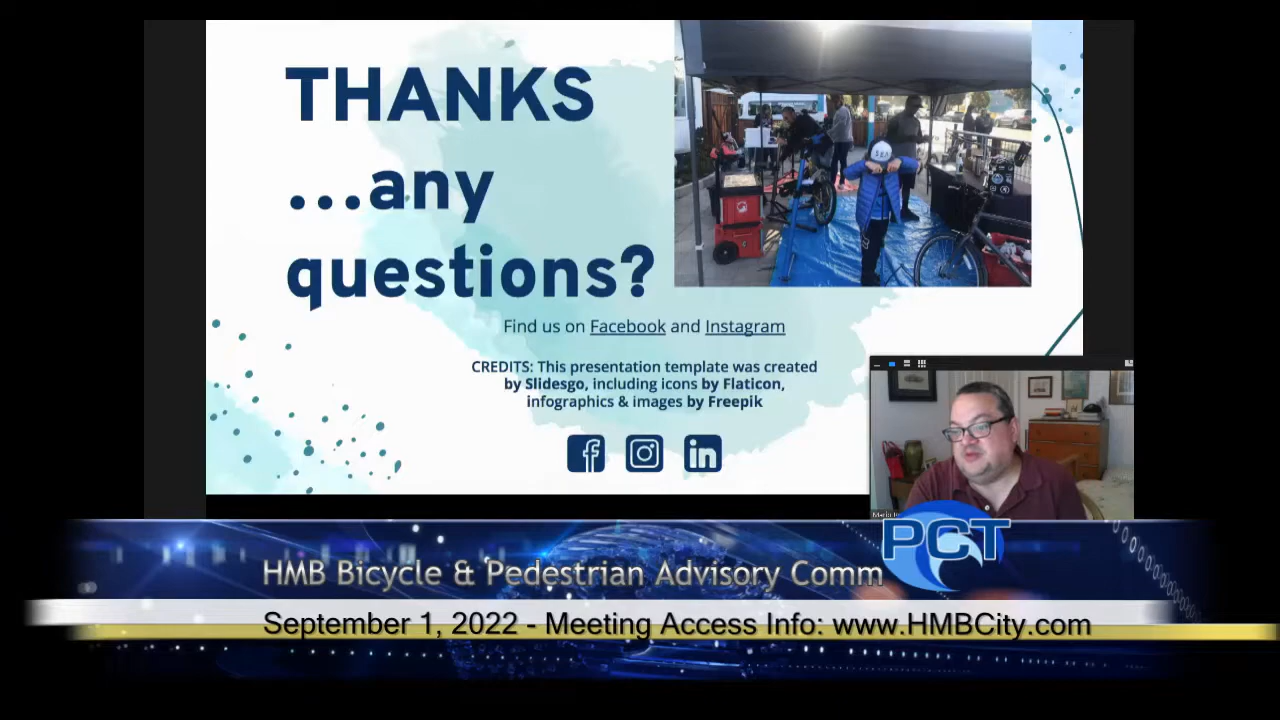 THANKS
...any
questions?
Find us on Facebook and Instagram
CREDITS: This presentation template was created
by Slidesgo, including icons by Flaticon,
infographics & images by Freepik
in
PCT
HMB Bicycle & Pedestrian Advisory Comm
September 1, 2022 - Meeting Access Info: www.HMBCity.com